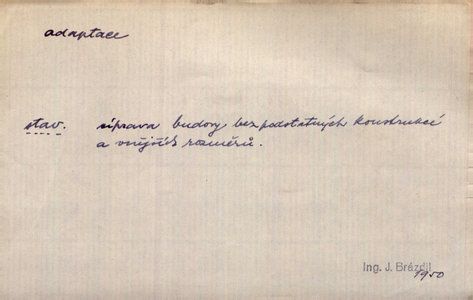 adaptace
stav. úprava budovy bez podstatných konstrukcí
a vnějších rozměrů.
Ing. J. Brázdil
1950